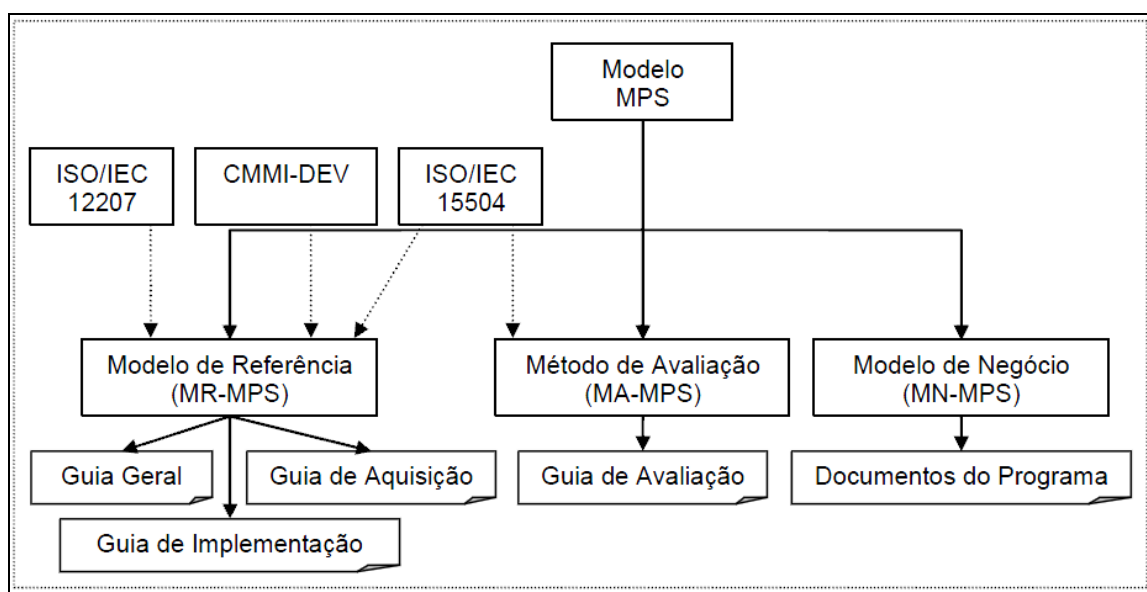 Modelo
MPS
ISO/IEC
12207
CMMI-DEV
ISO/IEC
15504
Modelo de Referência
(MR-MPS)
Método de Avaliação
(MA-MPS)
Modelo de Negócio
(MN-MPS)
Guia Geral
Guia de Aquisição
Guia de Avaliação
Documentos do Programa
Guia de Implementação